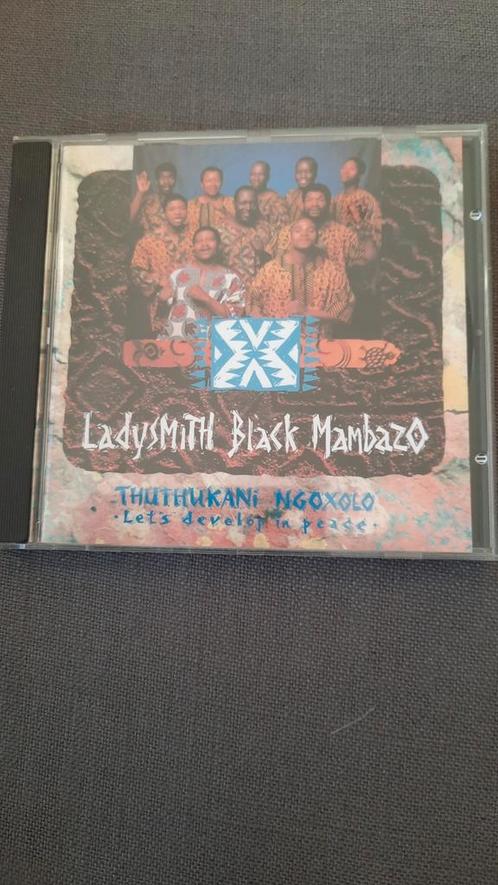 Ladysmith Black Mambazo
THUTHUKANi NGOXOLO
·Let's develop in peace·